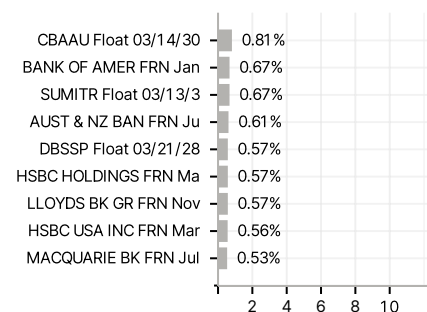 CBAAU Float 03/14/30 0.81%
BANK OF AMER FRN Jan 0.67%
SUMITR Float 03/13/3 0.67%
AUST & NZ BAN FRN Ju 0.61%
DBSSP Float 03/21/28 0.57%
HSBC HOLDINGS FRN Ma 0.57%
LLOYDS BK GR FRN Nov 0.57%
HSBC USA INC FRN Mar 0.56%
MACQUARIE BK FRN Jul 0.53%
2 4 6 8 10